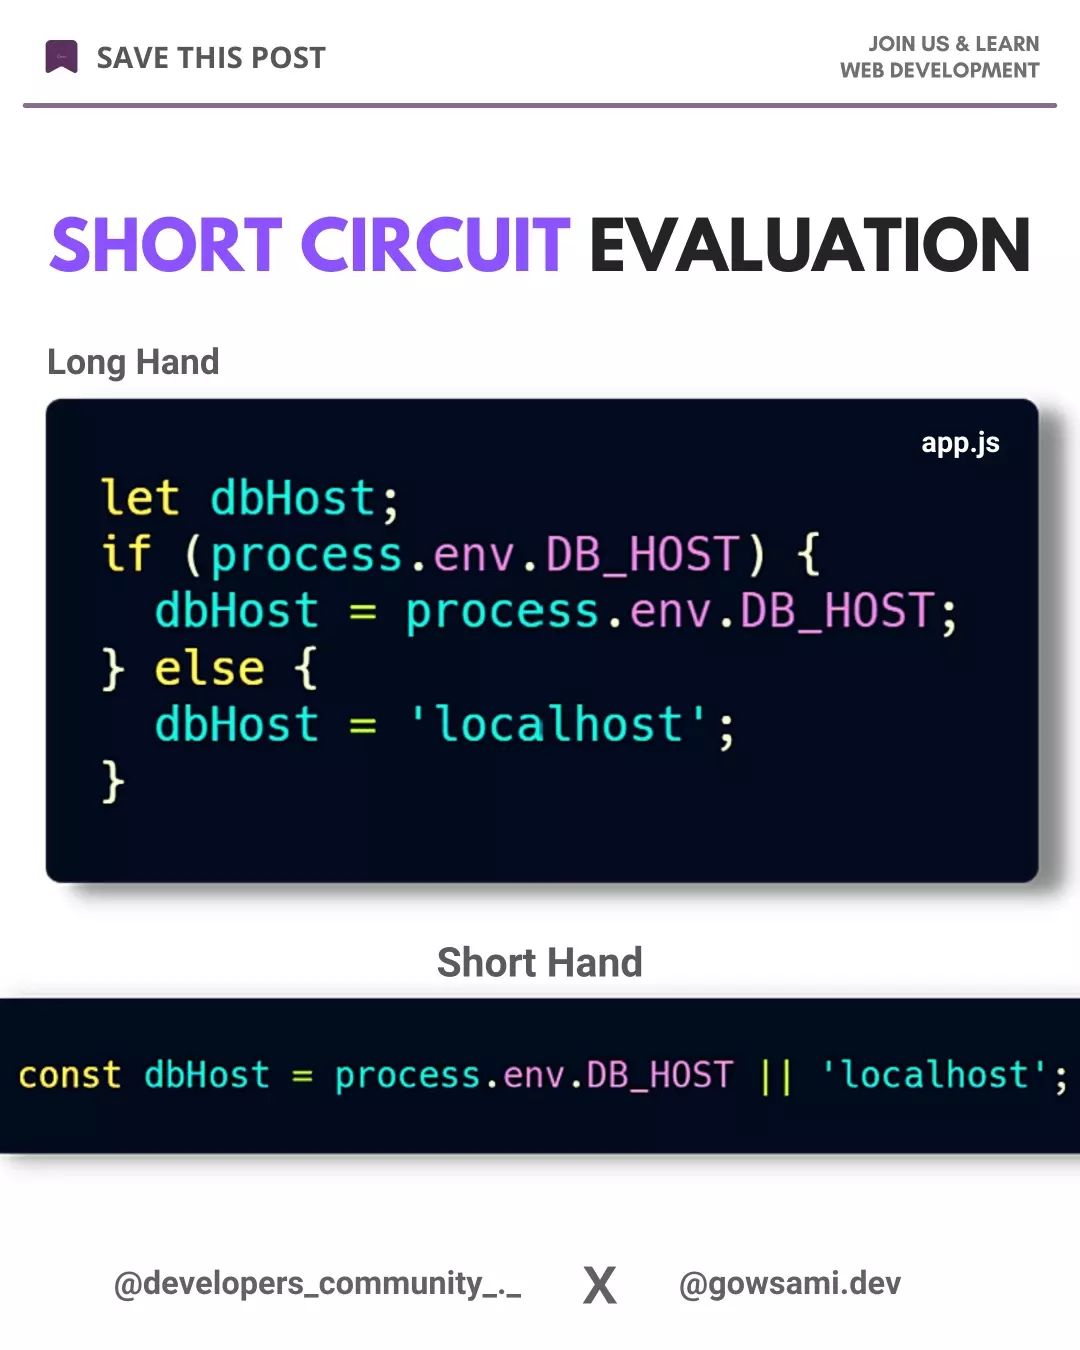 SAVE THIS POST
JOIN US & LEARN
WEB DEVELOPMENT
SHORT CIRCUIT EVALUATION
Long Hand
app.js
let dbHost;
if (process.env.DB_HOST) {
  dbHost = process.env.DB_HOST;
} else {
  dbHost = 'localhost';
}
Short Hand
const dbHost = process.env.DB_HOST || 'localhost';
@developers_community_._ X @gowsami.dev